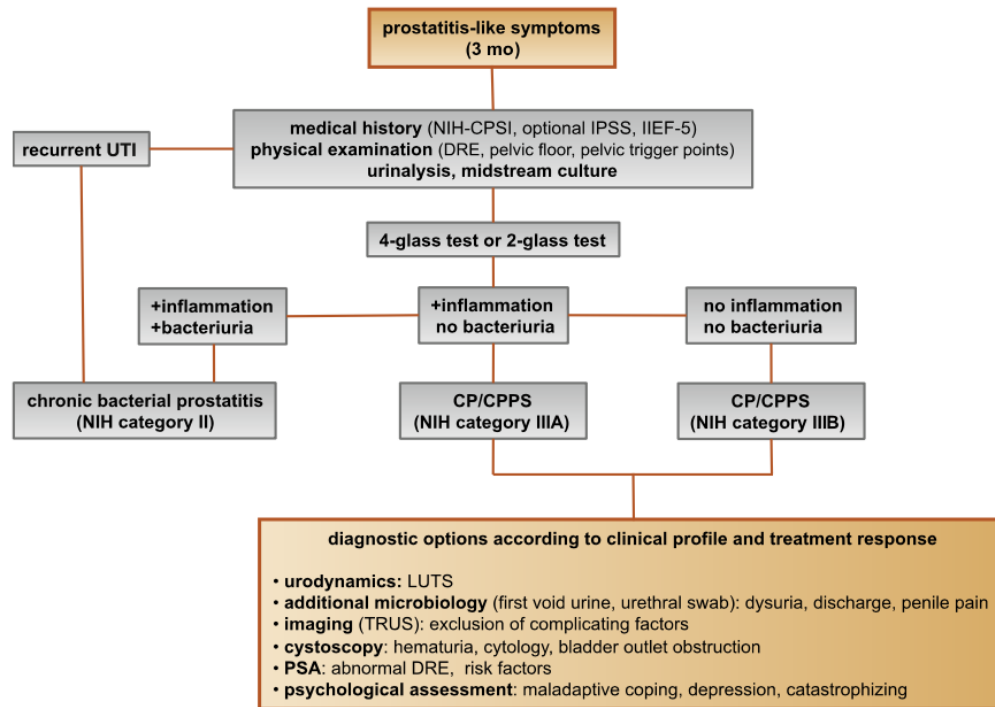 prostatitis-like symptoms
(3 mo)
medical history (NIH-CPSI, optional IPSS, IIEF-5)
physical examination (DRE, pelvic floor, pelvic trigger points)
urinalysis, midstream culture
recurrent UTI
4-glass test or 2-glass test
+inflammation
+bacteriuria
+inflammation
no bacteriuria
no inflammation
no bacteriuria
chronic bacterial prostatitis
(NIH category II)
CP/CPPS
(NIH category IIIA)
CP/CPPS
(NIH category IIIB)
diagnostic options according to clinical profile and treatment response
• urodynamics: LUTS
• additional microbiology (first void urine, urethral swab): dysuria, discharge, penile pain
• imaging (TRUS): exclusion of complicating factors
• cystoscopy: hematuria, cytology, bladder outlet obstruction
• PSA: abnormal DRE, risk factors
• psychological assessment: maladaptive coping, depression, catastrophizing